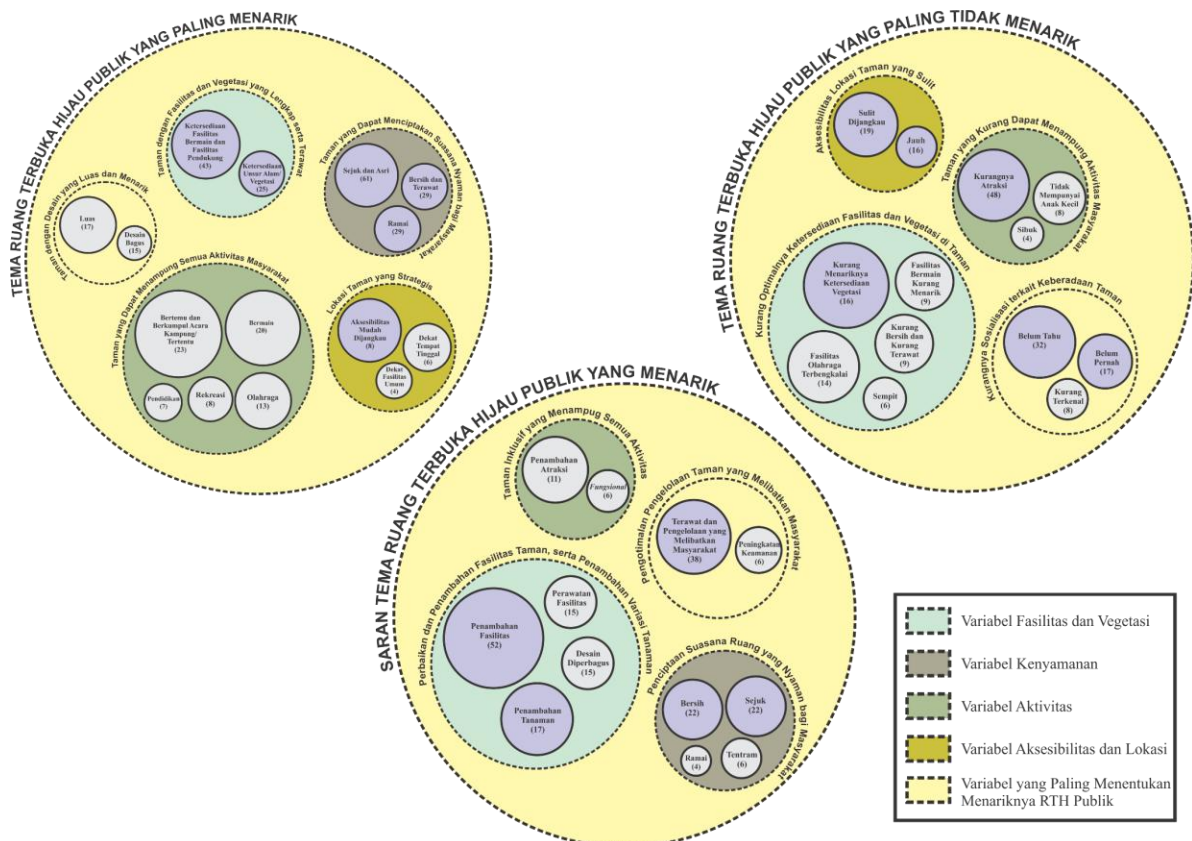 TEMA RUANG TERBUKA HIJAU PUBLIK YANG PALING MENARIK
Taman dengan Fasilitas dan Vegetasi yang Lengkap serta Terawat
Ketersediaan
Fasilitas
Bermain dan
Fasilitas
Pendukung
(43)
Ketersediaan
Unsur Alam/
Vegetasi
(25)
Taman yang Dapat Menciptakan Suasana Nyaman bagi Masyarakat
Sejuk dan Asri
(61)
Bersih dan
Terawat
(29)
Ramai
(29)
Taman dengan Desain yang Luas dan Menarik
Luas
(17)
Desain
Bagus
(15)
Taman yang Dapat Menampung Semua Aktivitas Masyarakat
Bertemu dan
Berkumpul Acara
Kampung/
Tertentu
(23)
Bermain
(20)
Pendidikan
(7)
Rekreasi
(8)
Olahraga
(13)
Lokasi Taman yang Strategis
Aksesibilitas
Mudah
Dijangkau
(8)
Dekat
Tempat
Tinggal
(6)
Dekat
Fasilitas
Umum
(4)
TEMA RUANG TERBUKA HIJAU PUBLIK YANG PALING TIDAK MENARIK
Aksesibilitas Lokasi Taman yang Sulit
Sulit
Dijangkau
(19)
Jauh
(16)
Taman yang Kurang Dapat Menampung Aktivitas Masyarakat
Kurangnya
Atraksi
(48)
Tidak
Mempunyai
Anak Kecil
(8)
Sibuk
(4)
Kurang Optimalnya Ketersediaan Fasilitas dan Vegetasi di Taman
Kurang
Menariknya
Ketersediaan
Vegetasi
(16)
Fasilitas
Bermain
Kurang
Menarik
(9)
Kurang
Bersih dan
Kurang
Terawat
(9)
Fasilitas
Olahraga
Terbengkalai
(14)
Sempit
(6)
Kurangnya Sosialisasi terkait Keberadaan Taman
Belum Tahu
(32)
Belum
Pernah
(17)
Kurang
Terkenal
(8)
SARAN TEMA RUANG TERBUKA HIJAU PUBLIK YANG MENARIK
Taman Inklusif yang Menampug Semua Aktivitas
Penambahan
Atraksi
(11)
Fungsional
(6)
Pengotimalan Pengelolaan Taman yang Melibatkan Masyarakat
Terawat dan
Pengelolaan yang
Melibatkan
Masyarakat
(38)
Peningkatan
Keamanan
(6)
Perbaikan dan Penambahan Fasilitas Taman, serta Penambahan Variasi Tanaman
Penambahan
Fasilitas
(52)
Perawatan
Fasilitas
(15)
Desain
Diperbagus
(15)
Penambahan
Tanaman
(17)
Penciptaan Suasana Ruang yang Nyaman bagi Masyarakat
Bersih
(22)
Sejuk
(22)
Ramai
(4)
Tentram
(6)
Variabel Fasilitas dan Vegetasi
Variabel Kenyamanan
Variabel Aktivitas
Variabel Aksesibilitas dan Lokasi
Variabel yang Paling Menentukan
Menariknya RTH Publik